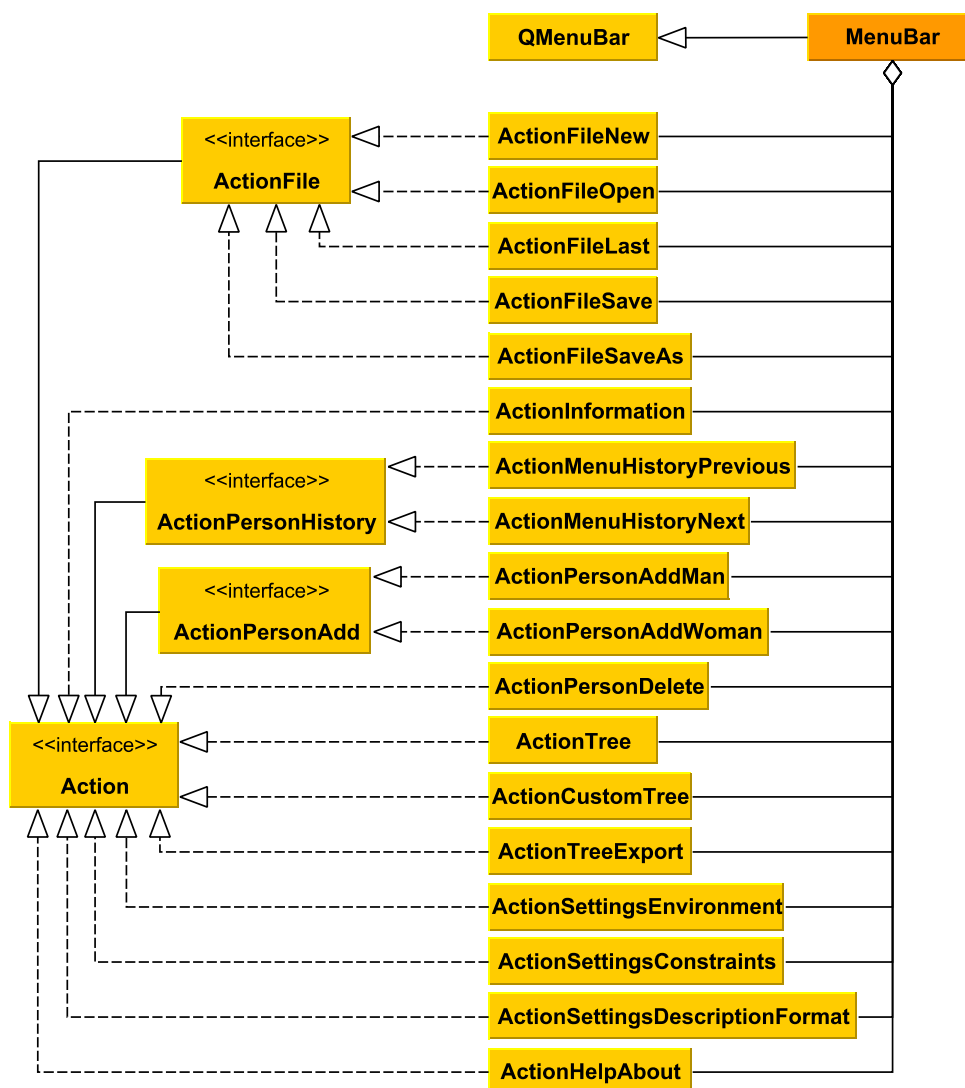 QMenuBar
MenuBar
<<interface>>
ActionFile
ActionFileNew
ActionFileOpen
ActionFileLast
ActionFileSave
ActionFileSaveAs
ActionInformation
<<interface>>
ActionPersonHistory
ActionMenuHistoryPrevious
ActionMenuHistoryNext
<<interface>>
ActionPersonAdd
ActionPersonAddMan
ActionPersonAddWoman
ActionPersonDelete
<<interface>>
Action
ActionTree
ActionCustomTree
ActionTreeExport
ActionSettingsEnvironment
ActionSettingsConstraints
ActionSettingsDescriptionFormat
ActionHelpAbout